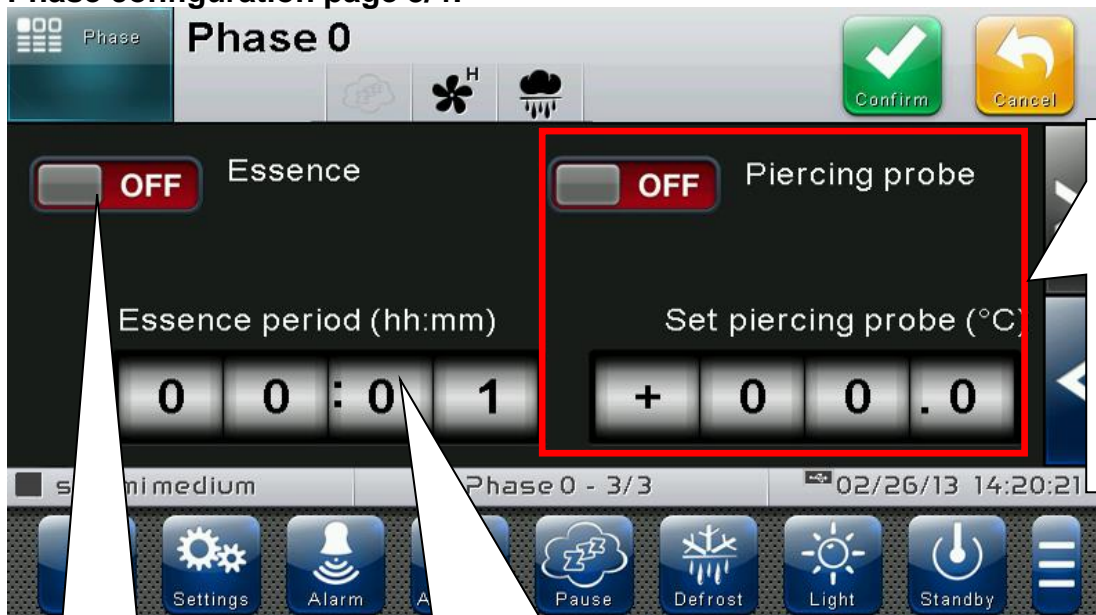 Phase configuration page 3/4:
Phase
Phase 0
H
Confirm
Cancel
OFF
Essence
OFF
Piercing probe
Essence period (hh:mm)
Set piercing probe (°C)
0 0 : 0 1
+ 0 0 . 0
mi medium
Phase 0 - 3/3
02/26/13 14:20:21
Settings
Alarm
Pause
Defrost
Light
Standby